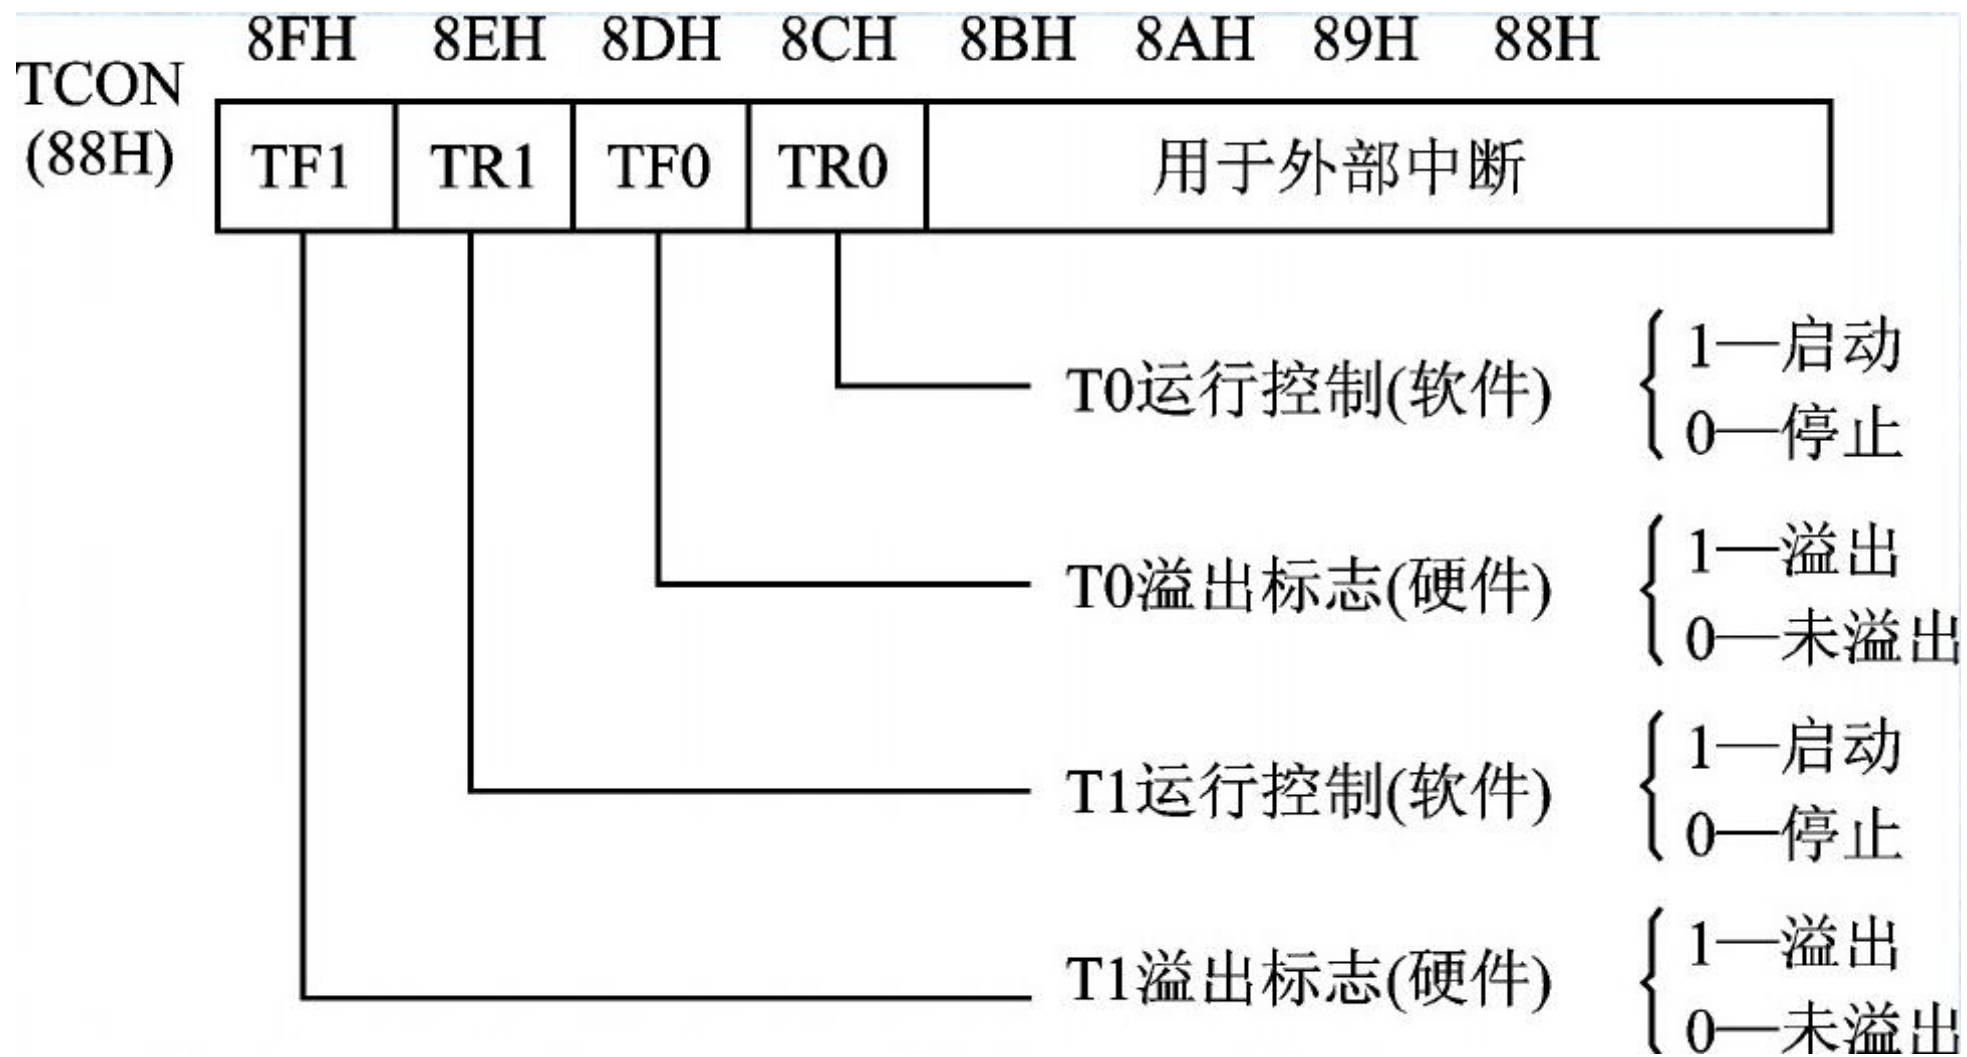 8FH 8EH 8DH 8CH 8BH 8AH 89H 88H
TCON
(88H)
TF1 TR1 TF0 TR0 用于外部中断
T0运行控制(软件)
1—启动
0—停止
T0溢出标志(硬件)
1—溢出
0—未溢出
T1运行控制(软件)
1—启动
0—停止
T1溢出标志(硬件)
1—溢出
0—未溢出